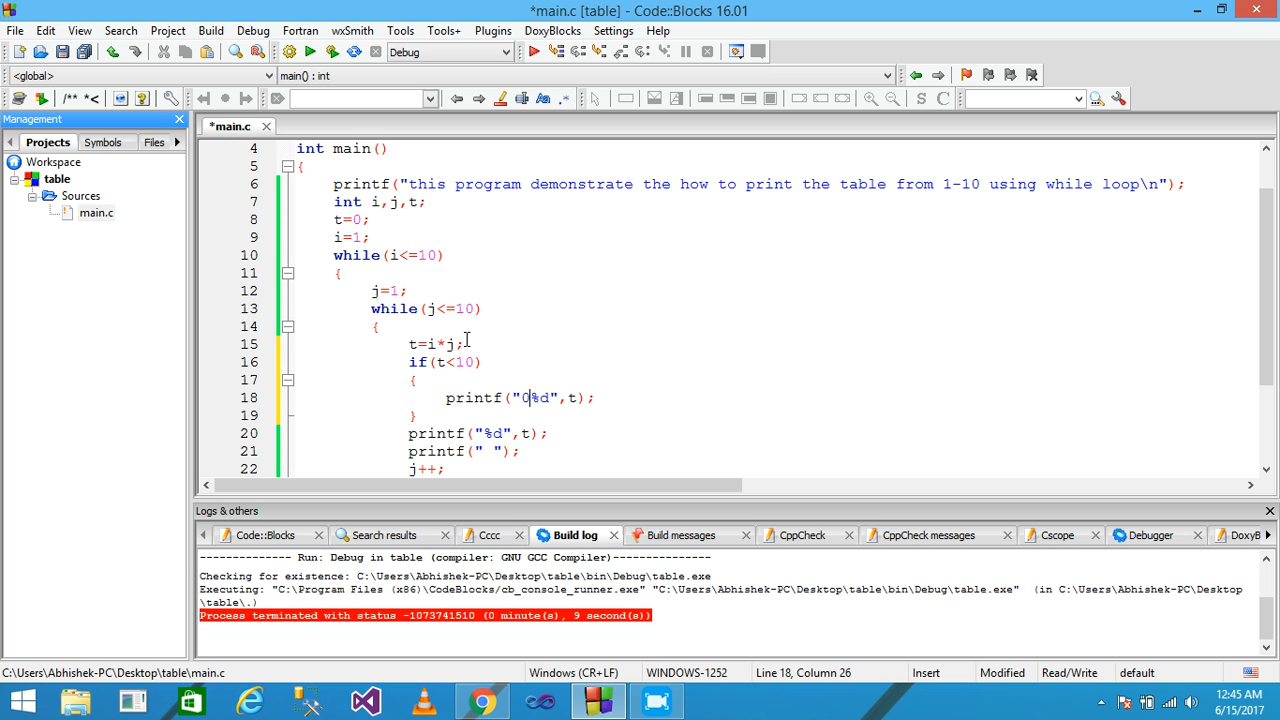 *main.c [table] - Code::Blocks 16.01
File Edit View Search Project Build Debug Fortran wxSmith Tools Tools+ Plugins DoxyBlocks Settings Help
Debug
<global> main() : int
/** *<
S C
Management
*main.c
Projects Symbols Files
Workspace
table
Sources
main.c
4 int main()
5 {
6 printf("this program demonstrate the how to print the table from 1-10 using while loop\n");
7 int i,j,t;
8 t=0;
9 i=1;
10 while(i<=10)
11 {
12 j=1;
13 while(j<=10)
14 {
15 t=i*j;
16 if(t<10)
17 {
18 printf("0%d",t);
19 }
20 printf("%d",t);
21 printf(" ");
22 j++;
Logs & others
Code::Blocks Search results Cccc Build log Build messages CppCheck CppCheck messages Cscope Debugger DoxyB
-------------- Run: Debug in table (compiler: GNU GCC Compiler)---------------
Checking for existence: C:\Users\Abhishek-PC\Desktop\table\bin\Debug\table.exe
Executing: "C:\Program Files (x86)\CodeBlocks/cb_console_runner.exe" "C:\Users\Abhishek-PC\Desktop\table\bin\Debug\table.exe" (in C:\Users\Abhishek-PC\Desktop
\table\.)
Process terminated with status -1073741510 (0 minute(s), 9 second(s))
C:\Users\Abhishek-PC\Desktop\table\main.c Windows (CR+LF) WINDOWS-1252 Line 18, Column 26 Insert Modified Read/Write default
12:45 AM
6/15/2017